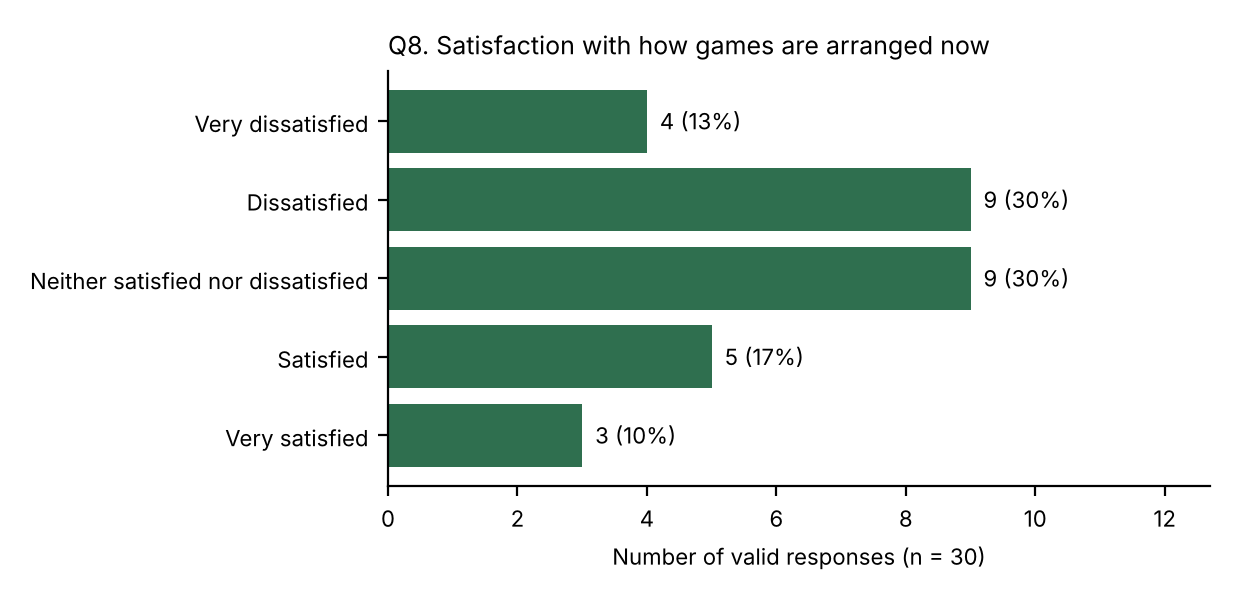 Q8. Satisfaction with how games are arranged now
Very dissatisfied 4 (13%)
Dissatisfied 9 (30%)
Neither satisfied nor dissatisfied 9 (30%)
Satisfied 5 (17%)
Very satisfied 3 (10%)
0 2 4 6 8 10 12
Number of valid responses (n = 30)